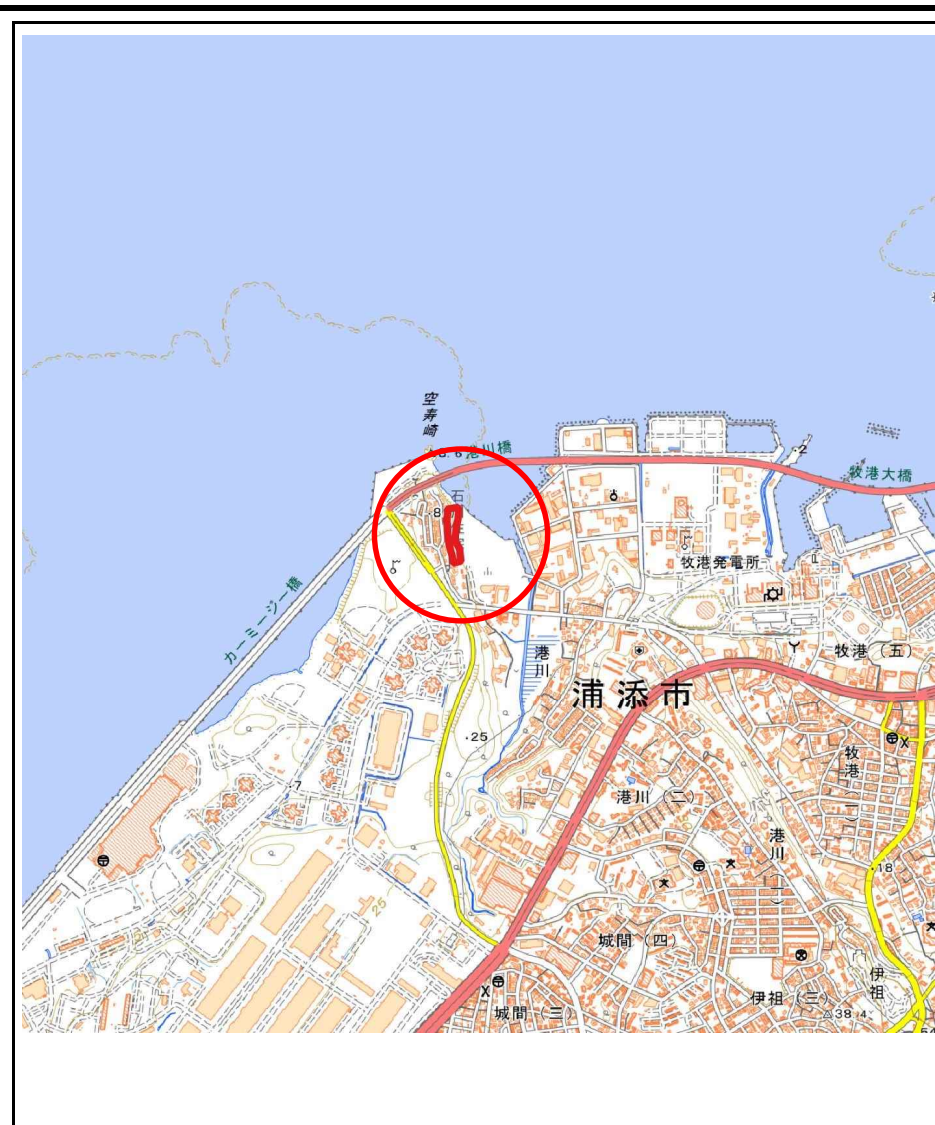 空寿崎
港川橋
・2
牧港大橋
8
石
牧港発電所
カーミージー橋
港川
牧港(五)
浦添市
・25
牧港(一)
・7
港川(二)
港川(一)
・18
25
城間(四)
伊祖
伊祖(三)
城間(三)
△38.4
54